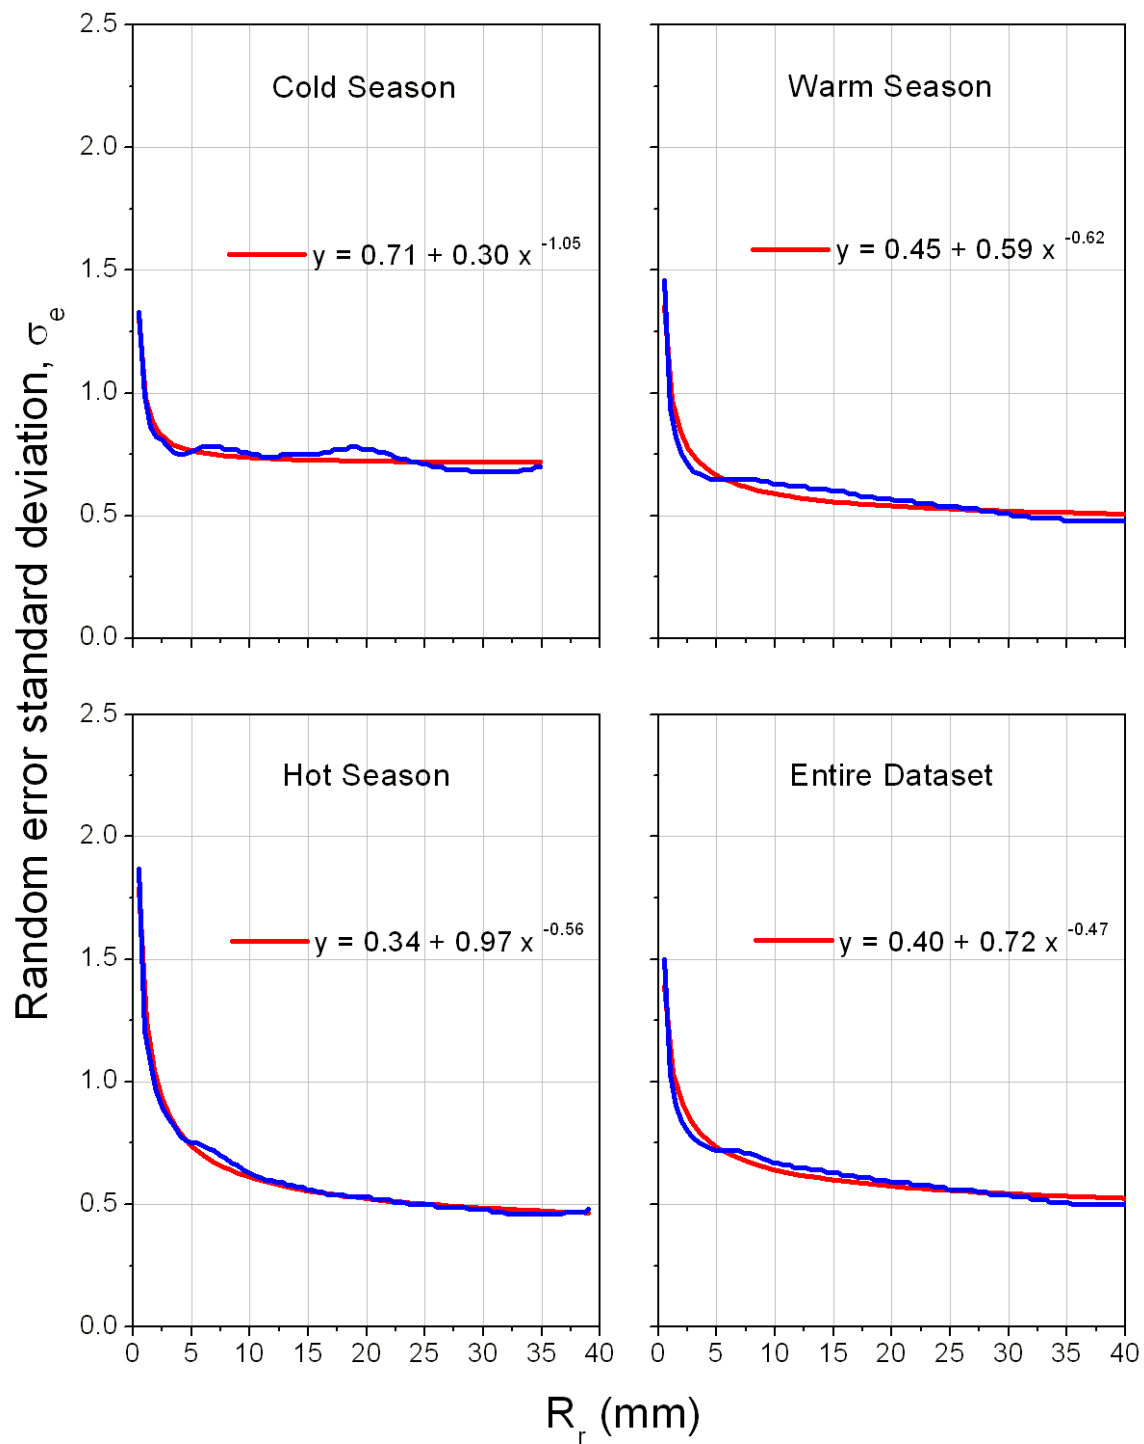 Random error standard deviation, σe
2.5
2.0
1.5
1.0
0.5
0.0
Cold Season
y = 0.71 + 0.30 x -1.05
Warm Season
y = 0.45 + 0.59 x -0.62
2.5
2.0
1.5
1.0
0.5
0.0
Hot Season
y = 0.34 + 0.97 x -0.56
Entire Dataset
y = 0.40 + 0.72 x -0.47
0 5 10 15 20 25 30 35 40
0 5 10 15 20 25 30 35 40
Rr (mm)